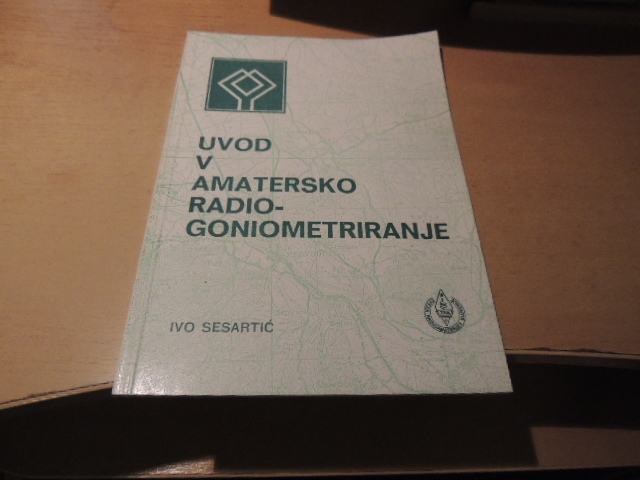 UVOD
V
AMATERSKO
RADIO-
GONIOMETRIRANJE
IVO SESARTIĆ